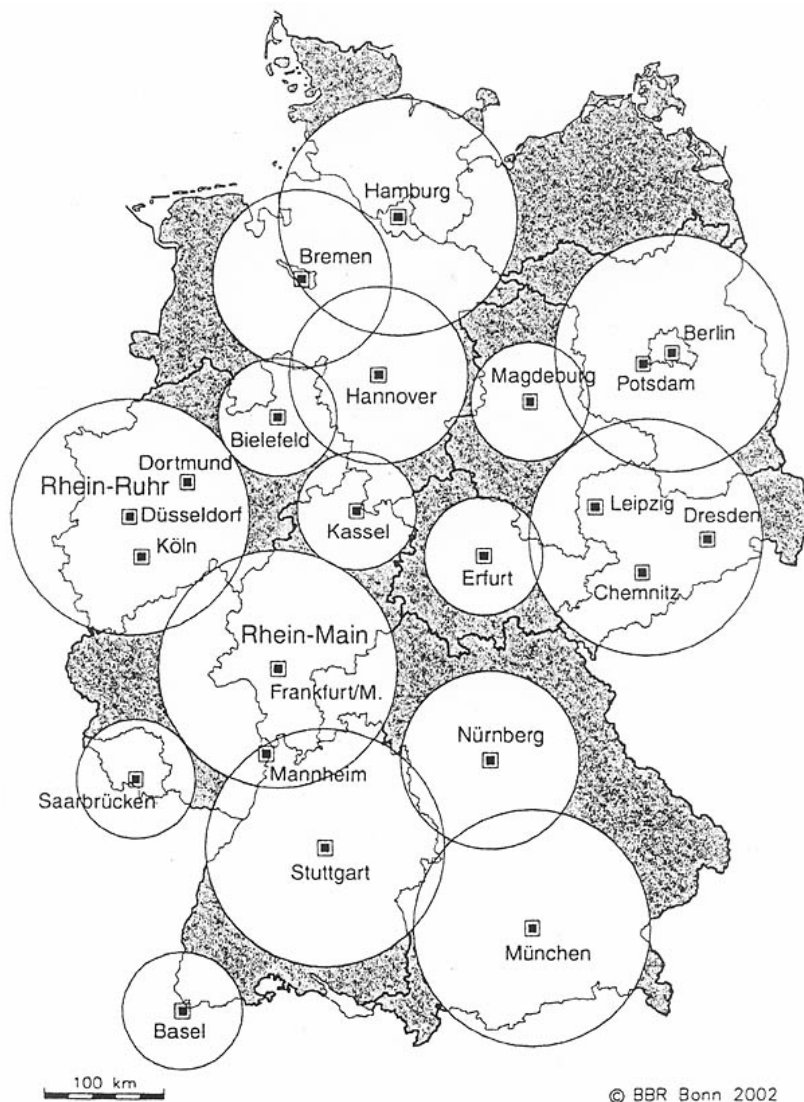 Hamburg
Bremen
Berlin
Potsdam
Hannover
Magdeburg
Bielefeld
Dortmund
Rhein-Ruhr
Düsseldorf
Köln
Kassel
Leipzig
Dresden
Erfurt
Chemnitz
Rhein-Main
Frankfurt/M.
Nürnberg
Mannheim
Saarbrücken
Stuttgart
München
Basel
100 km
© BBR Bonn 2002